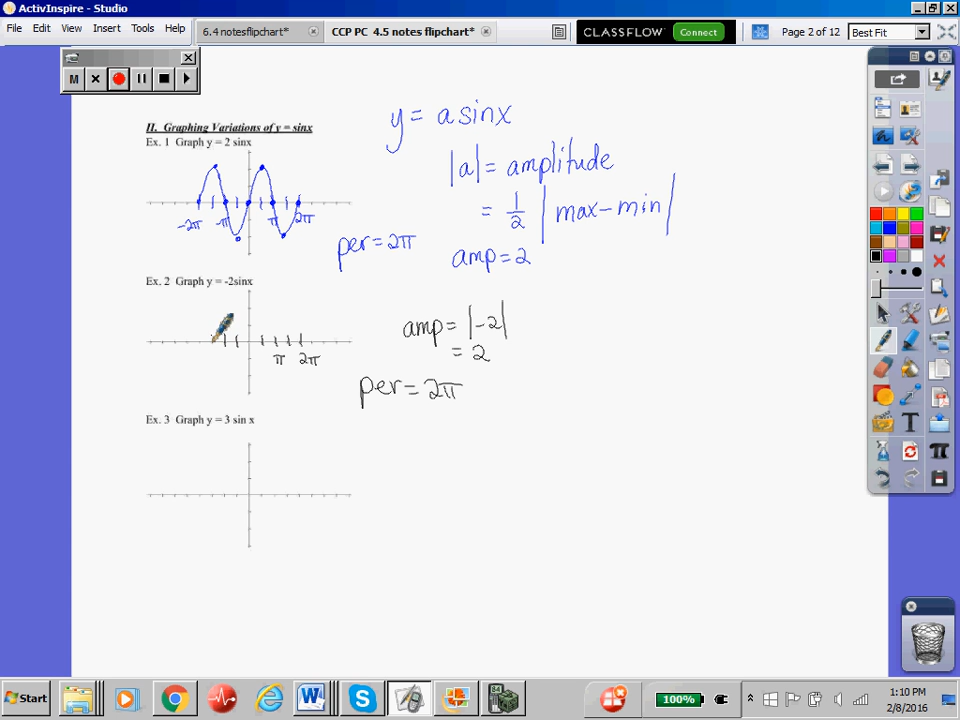 ActivInspire - Studio
File Edit View Insert Tools Help
6.4 notesflipchart*
CCP PC 4.5 notes flipchart*
CLASSFLOW Connect
Page 2 of 12
Best Fit
M
II. Graphing Variations of y = sinx
Ex. 1 Graph y = 2 sinx
-2π -π π 2π
y = a sinx
|a| = amplitude
= 1/2 |max-min|
per = 2π
amp = 2
Ex. 2 Graph y = -2sinx
π 2π
amp = |-2|
= 2
per = 2π
Ex. 3 Graph y = 3 sin x
Start
100%
1:10 PM
2/8/2016